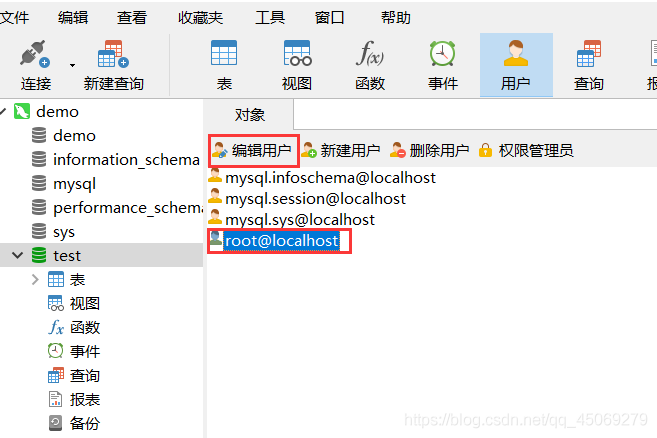 文件 编辑 查看 收藏夹 工具 窗口 帮助
连接 新建查询 表 视图 f(x) 函数 事件 用户 查询
demo
demo
information_schema
mysql
performance_schema
sys
test
表
视图
fx 函数
事件
查询
报表
备份
对象
编辑用户 新建用户 删除用户 权限管理员
mysql.infoschema@localhost
mysql.session@localhost
mysql.sys@localhost
root@localhost
https://blog.csdn.net/qq_45069279